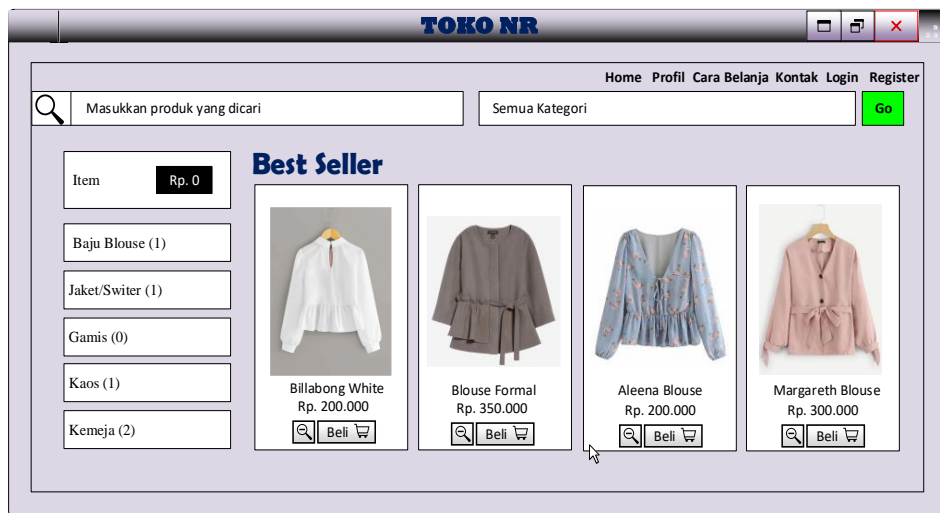 TOKO NR
Home Profil Cara Belanja Kontak Login Register
Masukkan produk yang dicari
Semua Kategori
Go
Item
Rp. 0
Baju Blouse (1)
Jaket/Switer (1)
Gamis (0)
Kaos (1)
Kemeja (2)
Best Seller
Billabong White
Rp. 200.000
Beli
Blouse Formal
Rp. 350.000
Beli
Aleena Blouse
Rp. 200.000
Beli
Margareth Blouse
Rp. 300.000
Beli